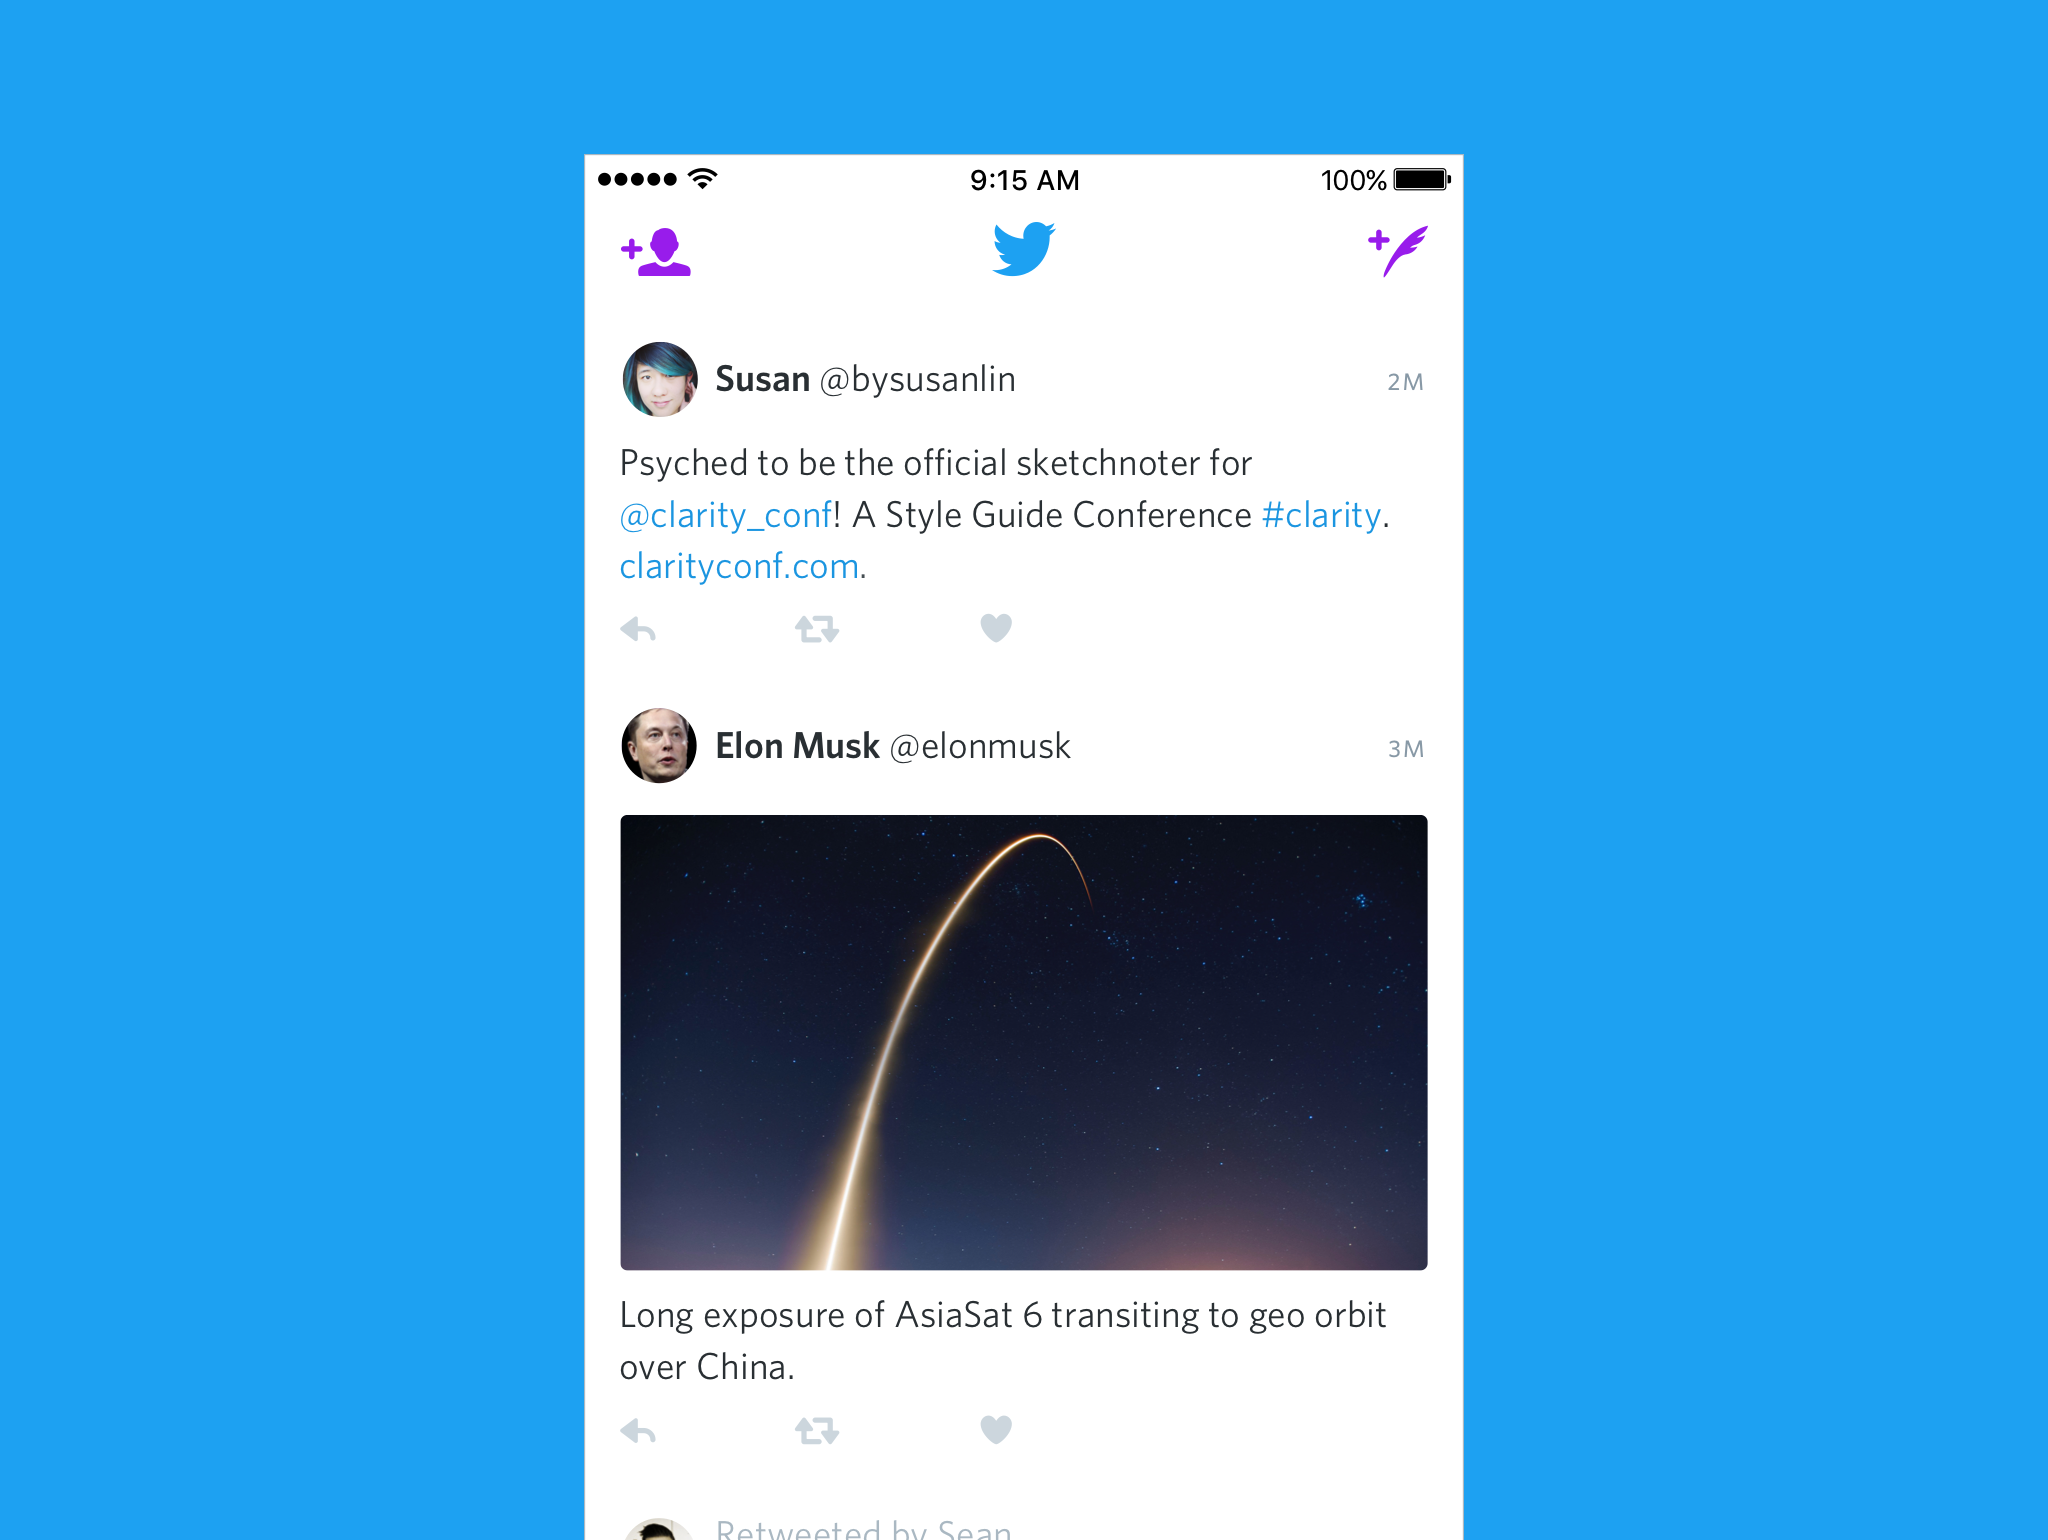 9:15 AM 100%
Susan @bysusanlin 2M
Psyched to be the official sketchnoter for
@clarity_conf! A Style Guide Conference #clarity.
clarityconf.com.
Elon Musk @elonmusk 3M
Long exposure of AsiaSat 6 transiting to geo orbit
over China.
Retweeted by Sean